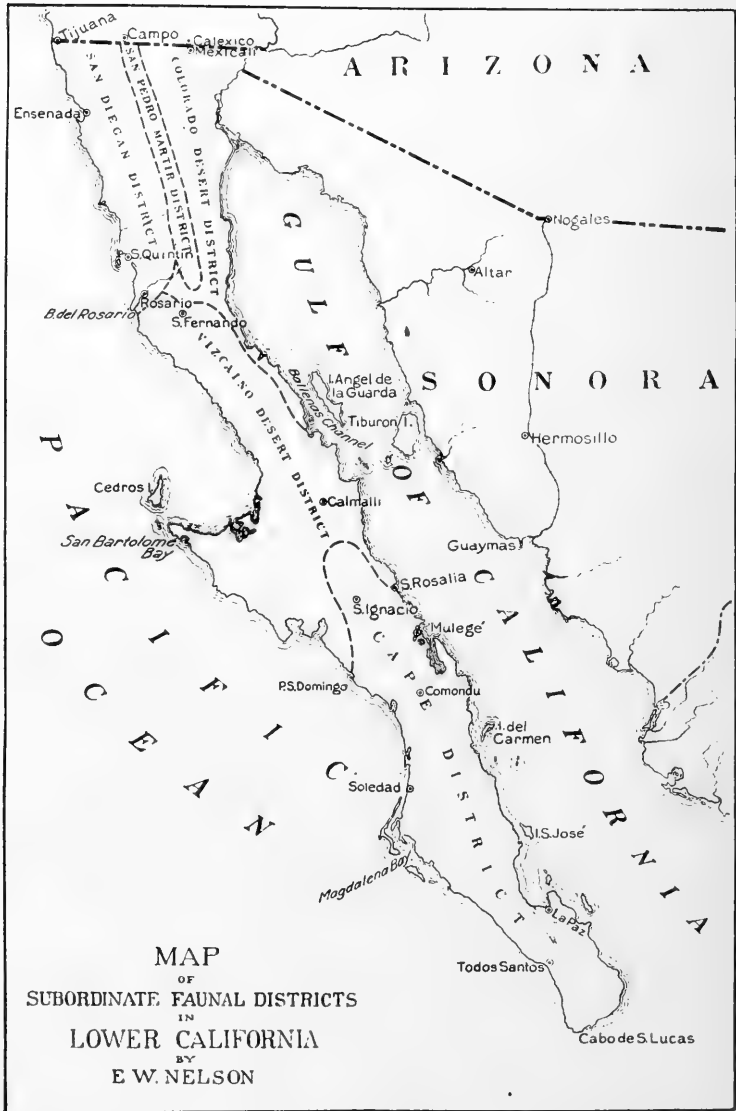 Tijuana
Campo
Calexico
Mexicali
ARIZONA
SAN DIEGAN DISTRICT
SAN PEDRO MARTIR DISTRICT
COLORADO DESERT DISTRICT
Ensenada
Nogales
Altar
S. Quintin
Rosario
B. del Rosario
S. Fernando
VIZCAINO DESERT DISTRICT
GULF OF CALIFORNIA
I. Angel de
la Guarda
Ballenas Channel
Tiburon I.
SONORA
Hermosillo
PACIFIC
OCEAN
Cedros I.
Calmalli
San Bartolome
Bay
Guaymas
S. Rosalia
S. Ignacio
Mulegé
CAPE DISTRICT
P.S. Domingo
Comondu
I. del
Carmen
Soledad
I.S. José
Magdalena Bay
La Paz
Todos Santos
Cabo de S. Lucas
MAP
OF
SUBORDINATE FAUNAL DISTRICTS
IN
LOWER CALIFORNIA
BY
E W. NELSON